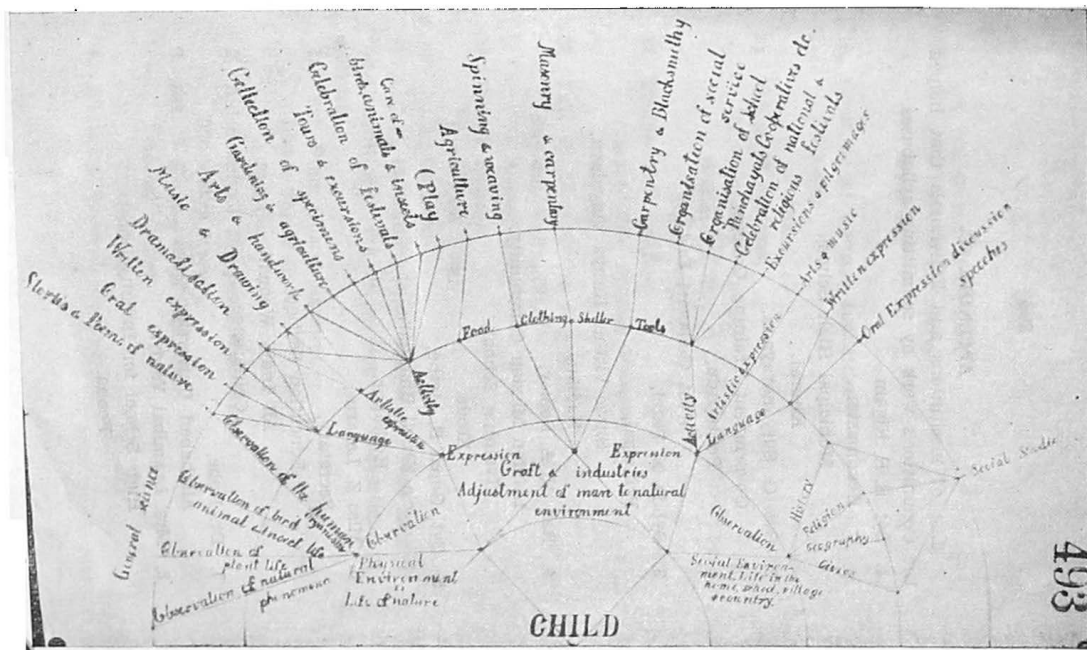 Stories & Poems of nature
Oral expression
Written expression
Dramatisation
Music & Drawing
Arts & handwork
Gardening & agriculture
Collection of specimens
Tours & excursions
Celebration of festivals
Care of
birds, animals & insects
(Play
Agriculture
Spinning & weaving
Masonry & carpentry
Carpentry & Blacksmithy
Organisation of social
service
Organisation of school
Panchayats Cooperatives etc.
Celebration of national &
religious festivals
Excursions & pilgrimages
Arts & music
Written expression
Oral Expression discussion
speeches
Food
Clothing
Shelter
Tools
Activity
Artistic expression
Language
Expression
Craft & industries
Adjustment of man to natural
environment
Expression
Activity
Artistic expression
Language
General science
Observation of the human
organism
Observation of bird
animal & insect life
Observation of
plant life
Observation of natural
phenomena
Observation
Physical
Environment
Life of nature
Observation
History
Religion
Geography
Civics
Social Studies
Social Environ-
ment. Life in the
home, school, village
& country.
CHILD
493